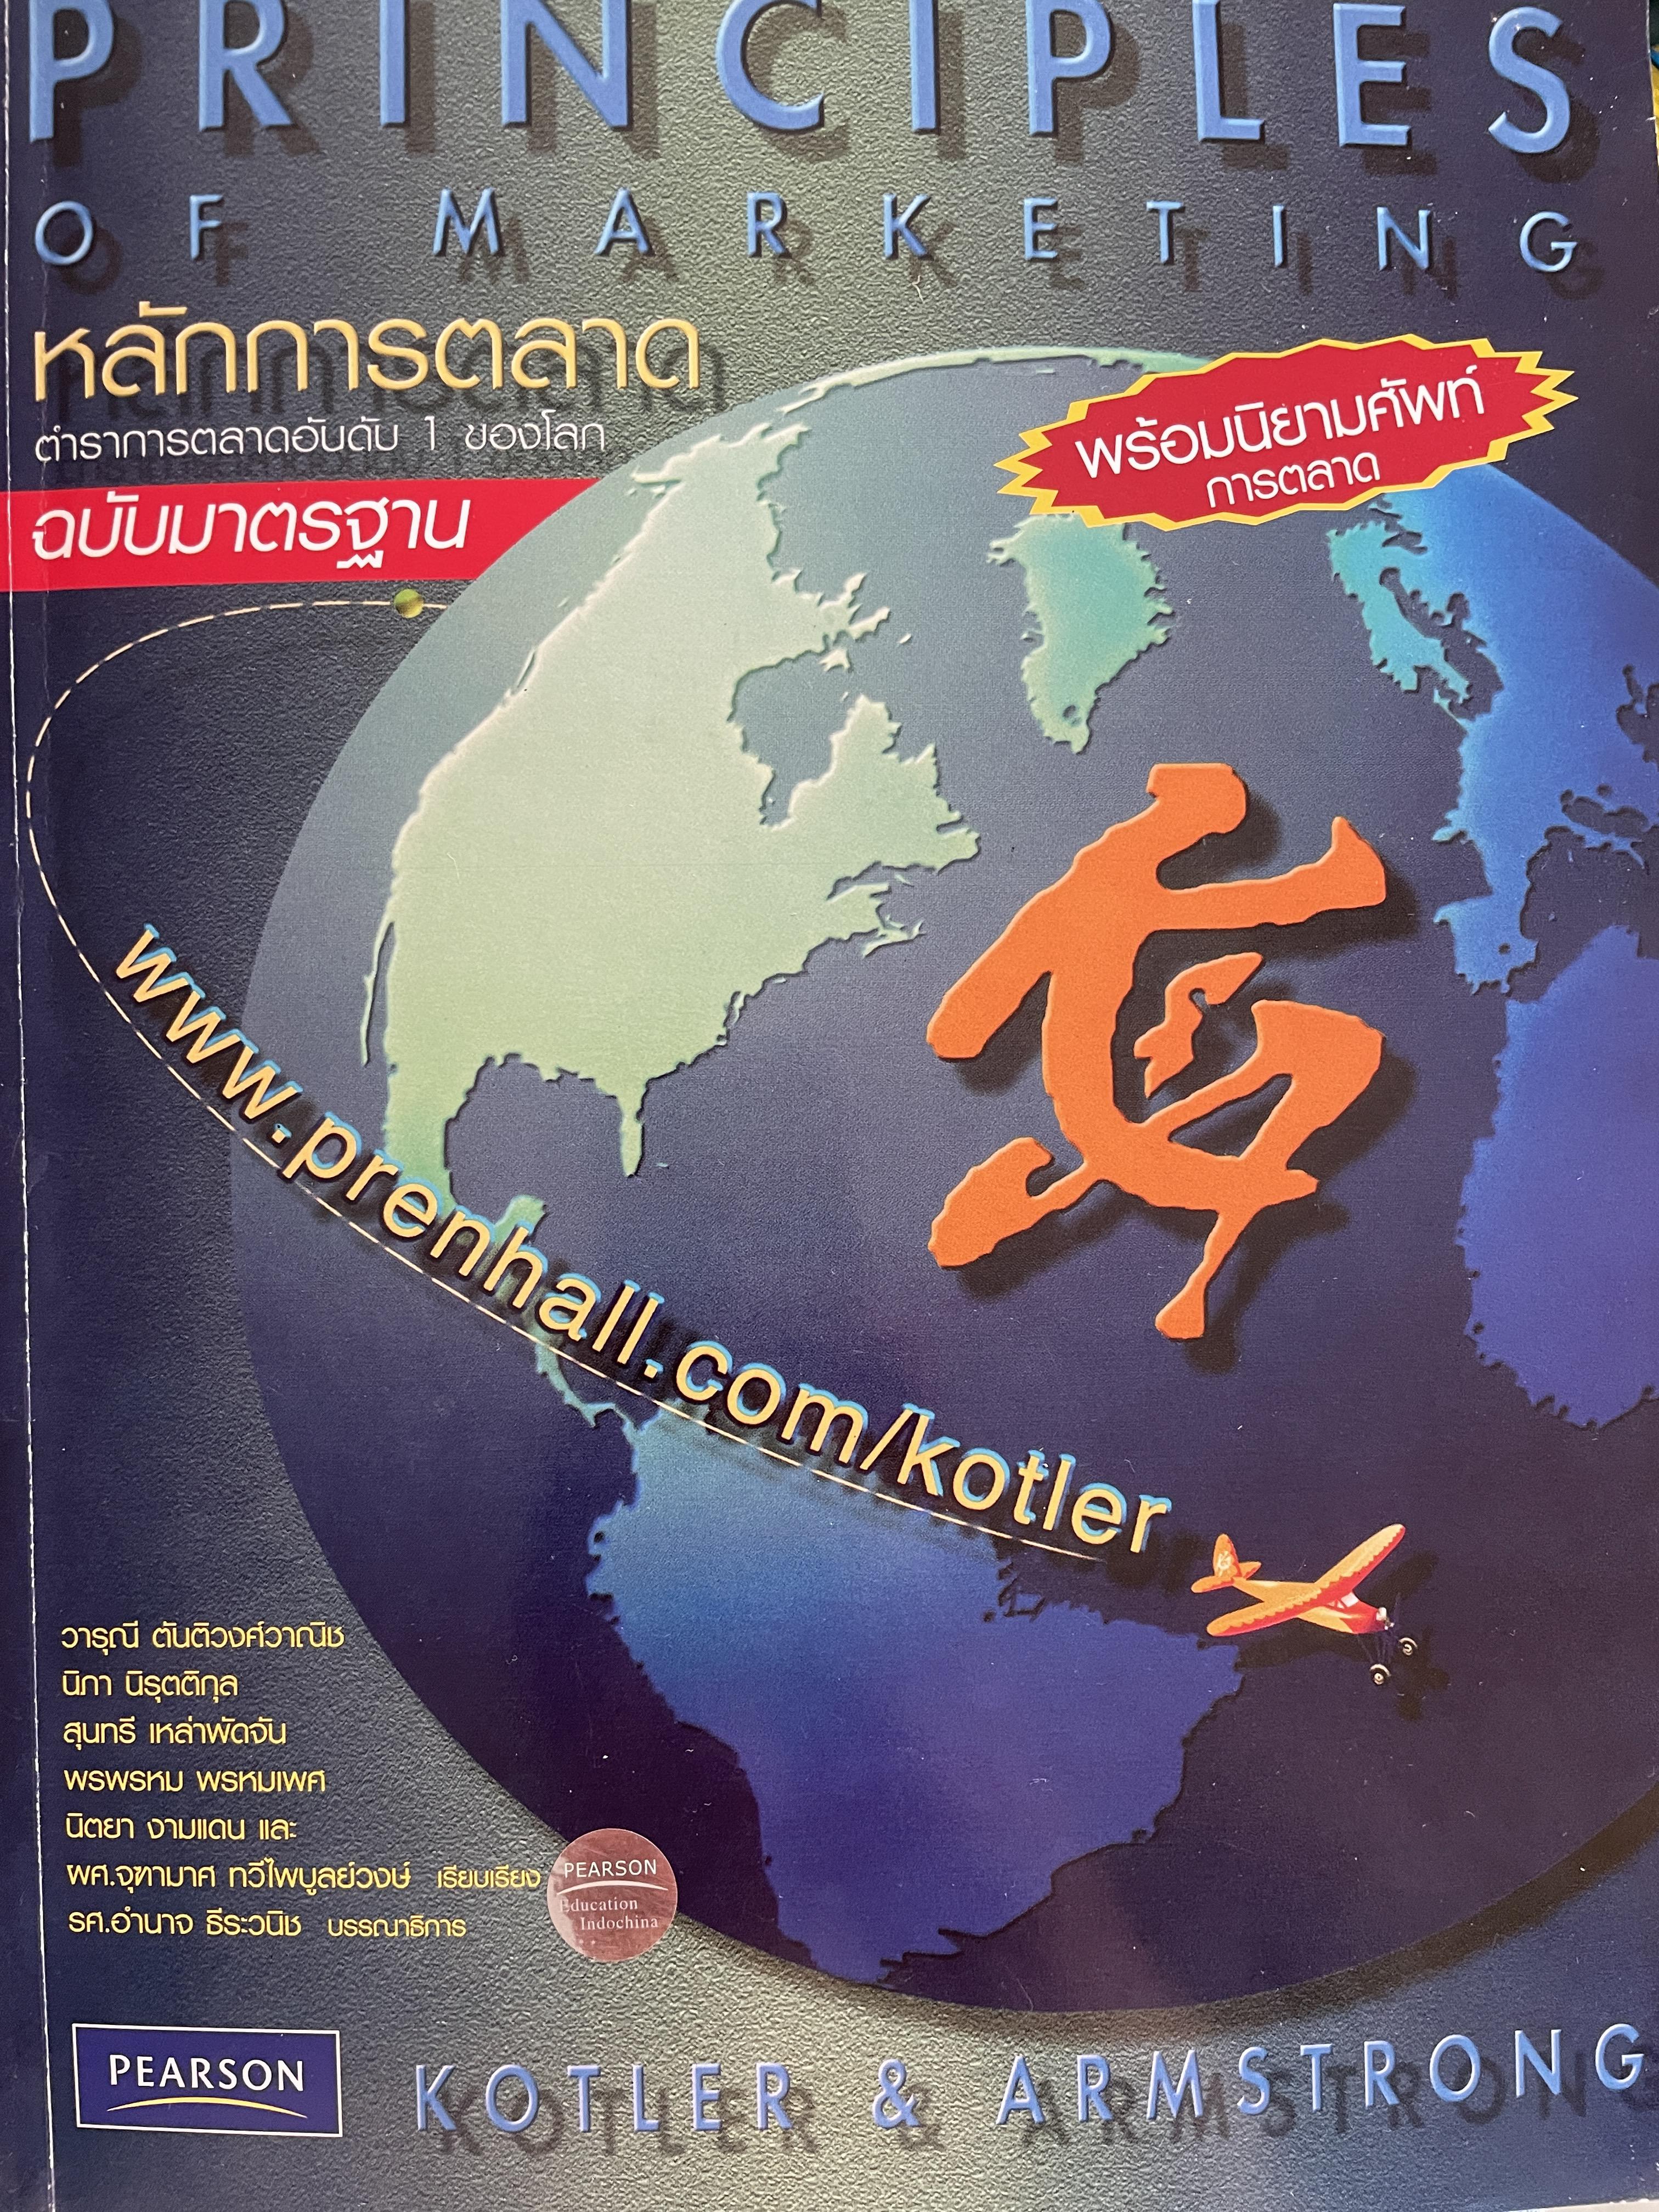 PRINCIPLES
OF MARKETING
หลักการตลาด
ตำราการตลาดอันดับ 1 ของโลก
ฉบับมาตรฐาน
พร้อมนิยามศัพท์
การตลาด
www.prenhall.com/kotler
วารุณี ตันติวงศ์วาณิช
นิภา นิรุตติกุล
สุนทรี เหล่าพัดจัน
พรพรหม พรหมเพศ
นิตยา งามแดน และ
ผศ.จุฑามาศ ทวีไพบูลย์วงษ์ เรียบเรียง
รศ.อำนาจ ธีระวนิช บรรณาธิการ
PEARSON
Education
Indochina
PEARSON
KOTLER & ARMSTRONG